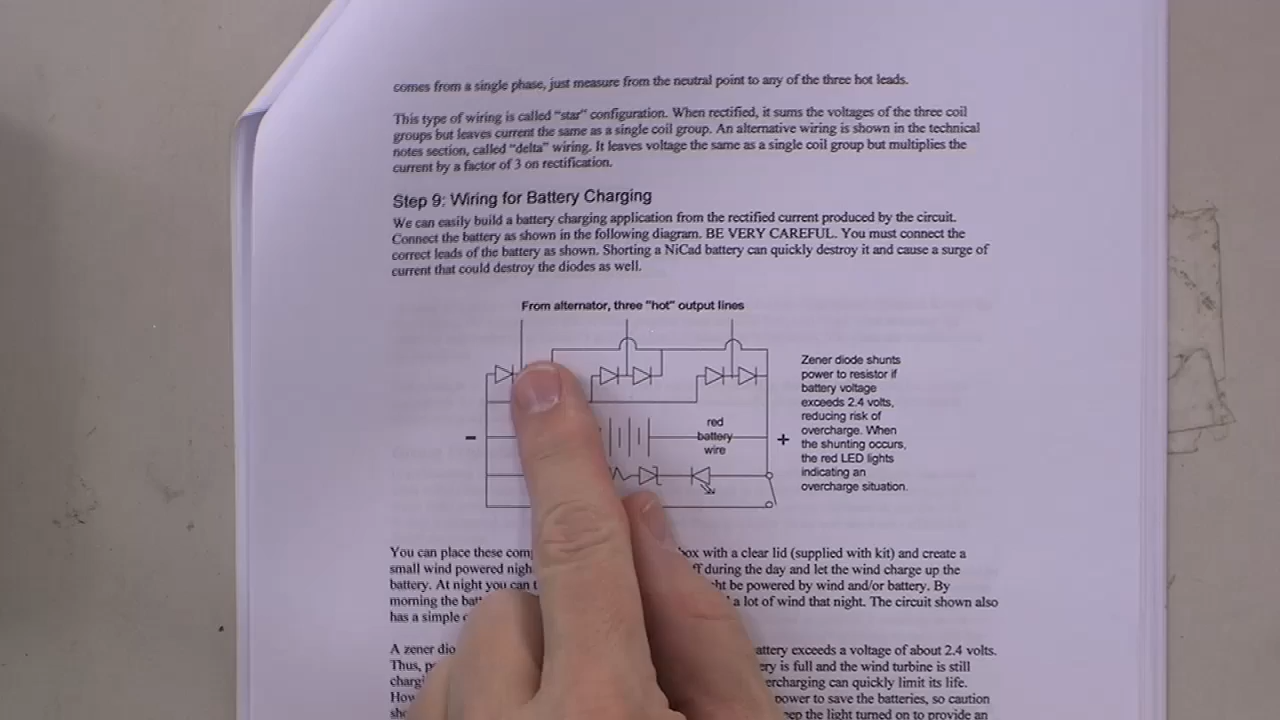 comes from a single phase, just measure from the neutral point to any of the three hot leads.
This type of wiring is called "star" configuration. When rectified, it sums the voltages of the three coil
groups but leaves current the same as a single coil group. An alternative wiring is shown in the technical
notes section, called "delta" wiring. It leaves voltage the same as a single coil group but multiplies the
current by a factor of 3 on rectification.
Step 9: Wiring for Battery Charging
We can easily build a battery charging application from the rectified current produced by the circuit.
Connect the battery as shown in the following diagram. BE VERY CAREFUL. You must connect the
correct leads of the battery as shown. Shorting a NiCad battery can quickly destroy it and cause a surge of
current that could destroy the diodes as well.
From alternator, three "hot" output lines
-
red
battery
wire
+
Zener diode shunts
power to resistor if
battery voltage
exceeds 2.4 volts,
reducing risk of
overcharge. When
the shunting occurs,
the red LED lights
indicating an
overcharge situation.
You can place these box with a clear lid (supplied with kit) and create a
small wind powered during the day and let the wind charge up the
battery. At night you can be powered by wind and/or battery. By
morning the a lot of wind that night. The circuit shown also
has a simple
A zener exceeds a voltage of about 2.4 volts.
Thus, is full and the wind turbine is still
can quickly limit its life.
power to save the batteries, so caution
the light turned on to provide an